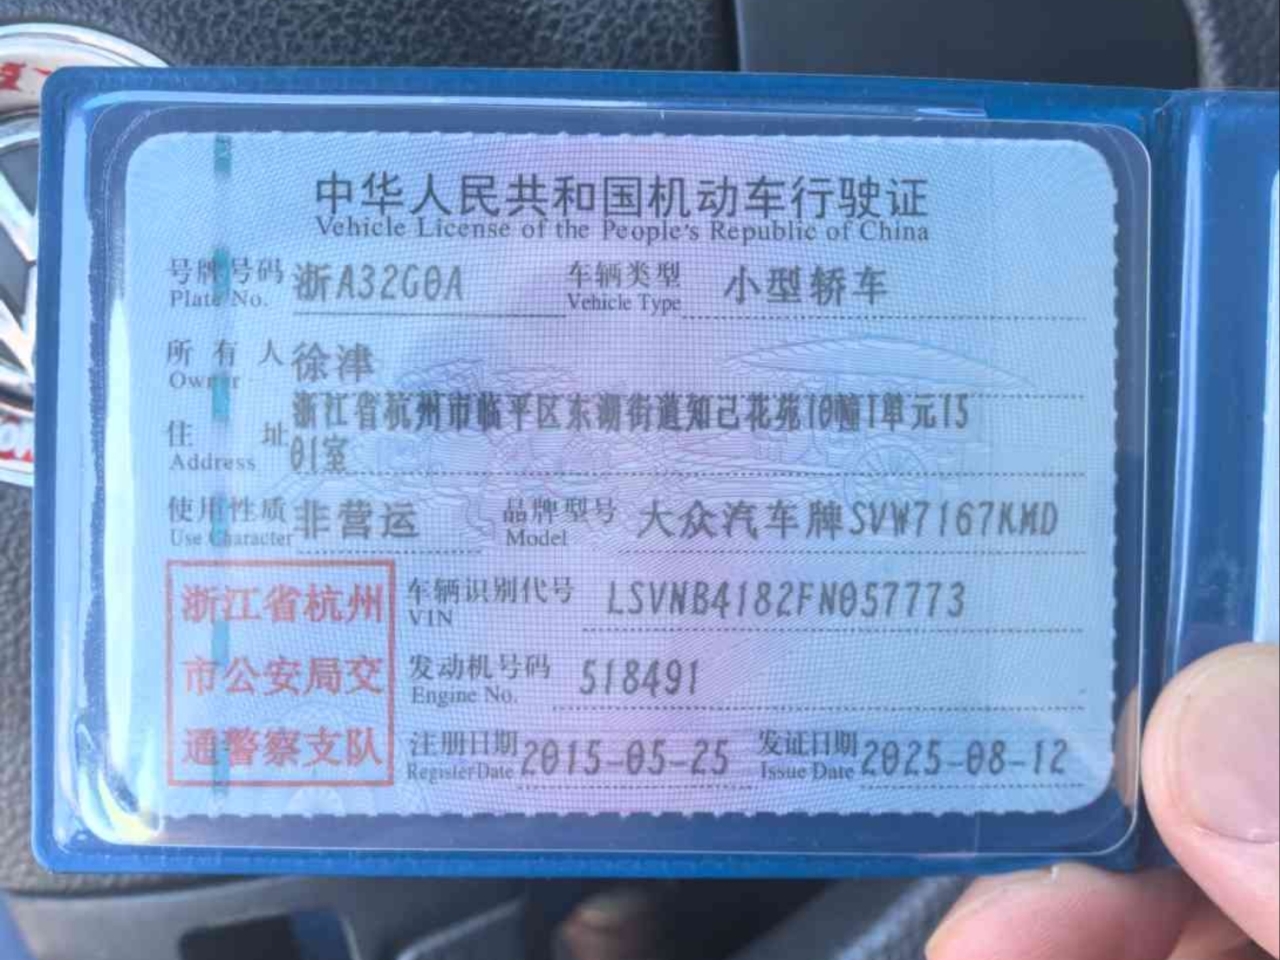 中华人民共和国机动车行驶证
Vehicle License of the People's Republic of China
号牌号码 浙A32G0A 车辆类型 小型轿车
Plate No. Vehicle Type
所有人 徐津
Owner
住址 浙江省杭州市临平区东湖街道知己花苑10幢1单元15
Address 01室
使用性质 非营运 品牌型号 大众汽车牌SVW7167KMD
Use Character Model
浙江省杭州
市公安局交
通警察支队
车辆识别代号 LSVNB4182FN057773
VIN
发动机号码 518491
Engine No.
注册日期 2015-05-25 发证日期 2025-08-12
Register Date Issue Date